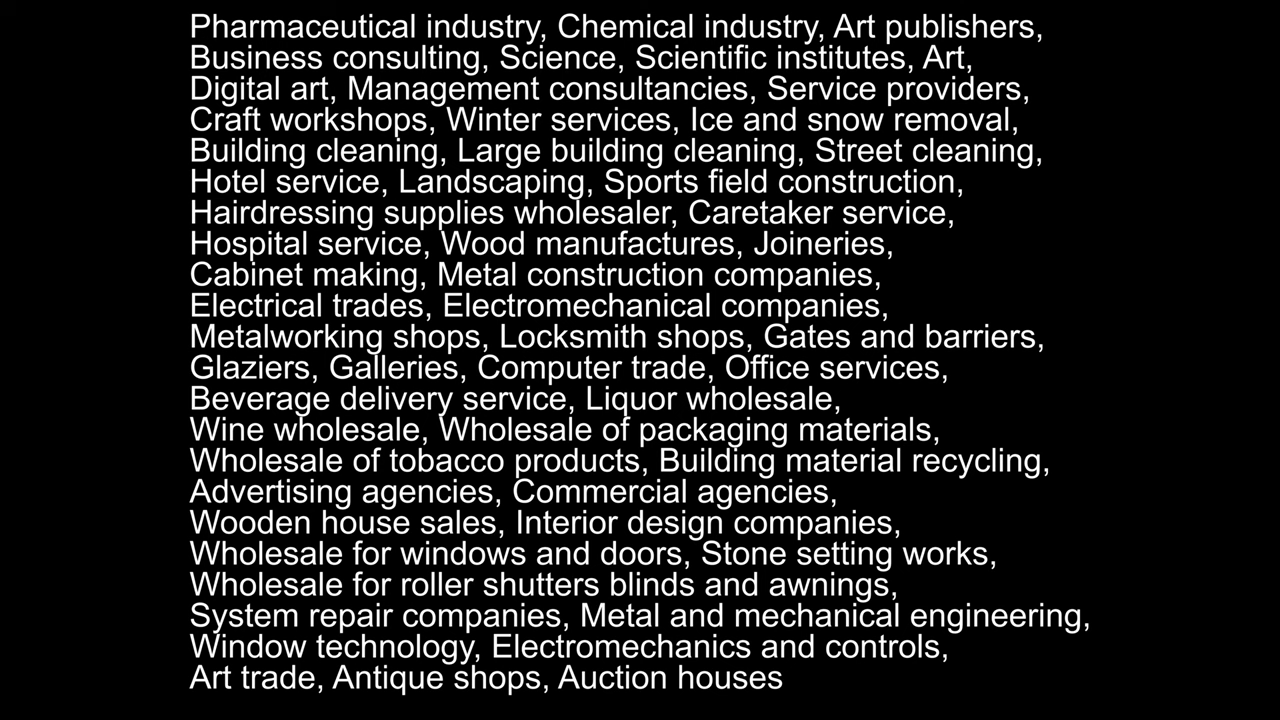 Pharmaceutical industry, Chemical industry, Art publishers,
Business consulting, Science, Scientific institutes, Art,
Digital art, Management consultancies, Service providers,
Craft workshops, Winter services, Ice and snow removal,
Building cleaning, Large building cleaning, Street cleaning,
Hotel service, Landscaping, Sports field construction,
Hairdressing supplies wholesaler, Caretaker service,
Hospital service, Wood manufactures, Joineries,
Cabinet making, Metal construction companies,
Electrical trades, Electromechanical companies,
Metalworking shops, Locksmith shops, Gates and barriers,
Glaziers, Galleries, Computer trade, Office services,
Beverage delivery service, Liquor wholesale,
Wine wholesale, Wholesale of packaging materials,
Wholesale of tobacco products, Building material recycling,
Advertising agencies, Commercial agencies,
Wooden house sales, Interior design companies,
Wholesale for windows and doors, Stone setting works,
Wholesale for roller shutters blinds and awnings,
System repair companies, Metal and mechanical engineering,
Window technology, Electromechanics and controls,
Art trade, Antique shops, Auction houses